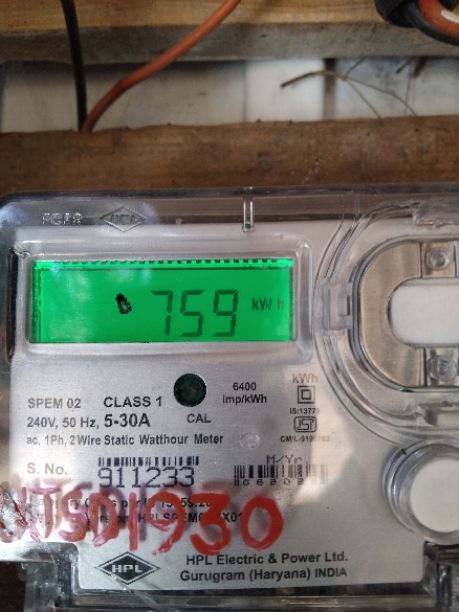 HPL
759 kWh
SPEM 02 CLASS 1
6400
imp/kWh
kWh
240V, 50 Hz, 5-30A
CAL
ac, 1Ph, 2 Wire Static Watthour Meter
S. No. 911233
M/Yr
1930
HPL
HPL Electric & Power Ltd.
Gurugram (Haryana) INDIA